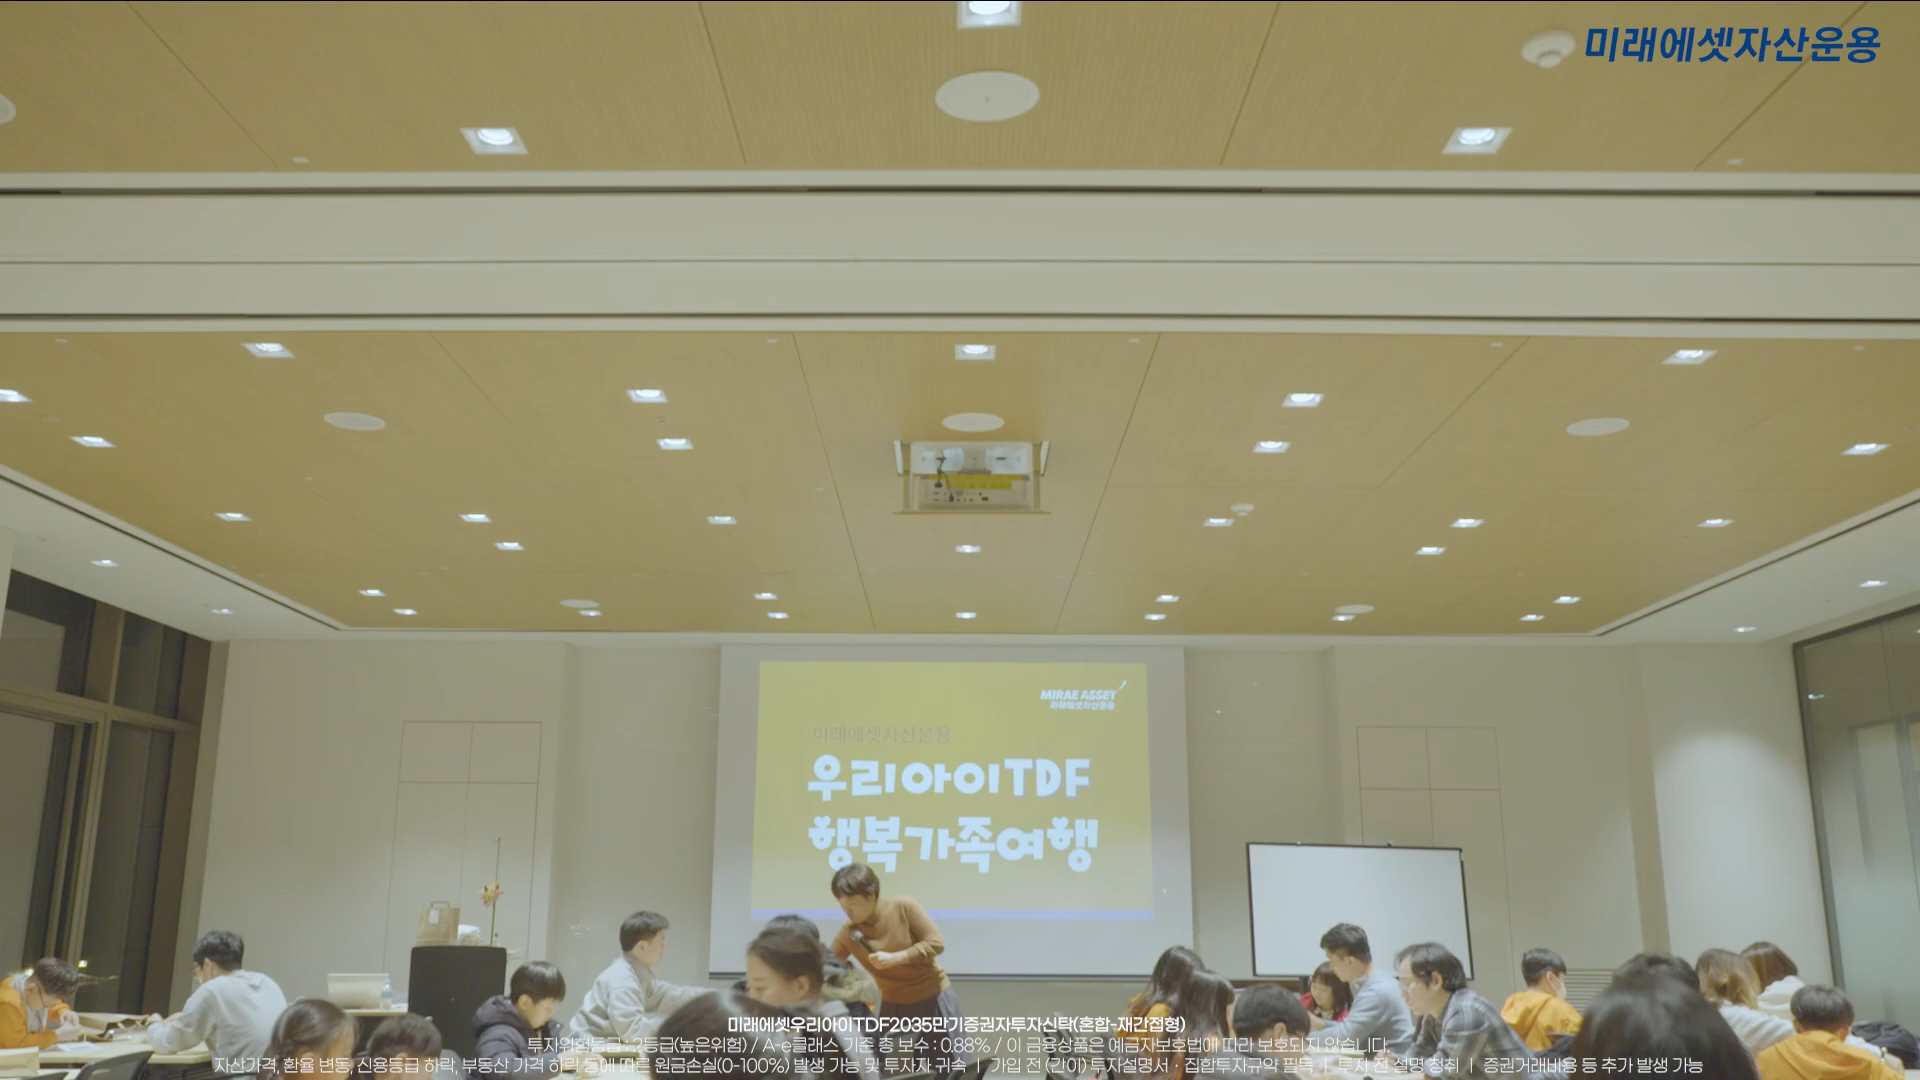 미래에셋자산운용
MIRAE ASSET
미래에셋자산운용
미래에셋자산운용
우리아이TDF
행복가족여행
미래에셋우리아이TDF2035만기증권자투자신탁(혼합-재간접형)
투자위험등급 : 2등급(높은위험) / A-e클래스 기준 총 보수 : 0.88% / 이 금융상품은 예금자보호법에 따라 보호되지 않습니다.
자산가격, 환율 변동, 신용등급 하락, 부동산 가격 하락 등에 따른 원금손실(0-100%) 발생 가능 및 투자자 귀속 ㅣ 가입 전 (간이) 투자설명서 · 집합투자규약 필독 ㅣ 투자 전 설명 청취 ㅣ 증권거래비용 등 추가 발생 가능